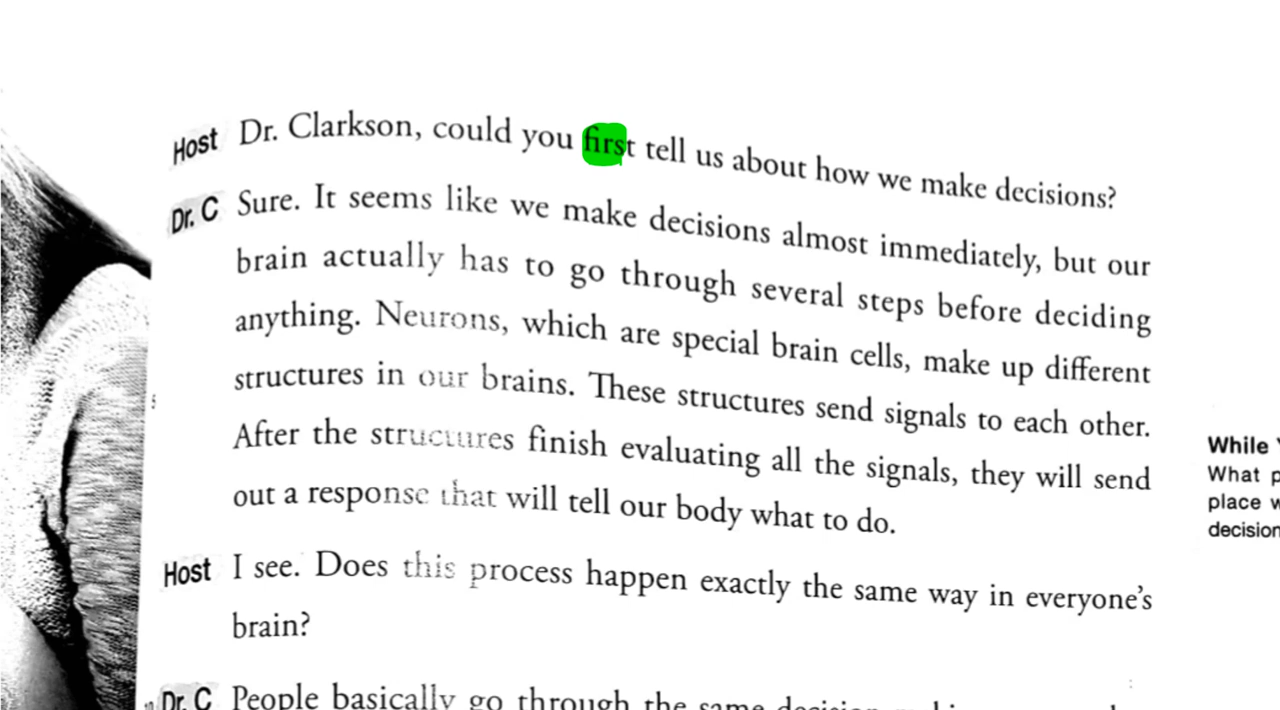 Host Dr. Clarkson, could you first tell us about how we make decisions?
Dr. C Sure. It seems like we make decisions almost immediately, but our
brain actually has to go through several steps before deciding
anything. Neurons, which are special brain cells, make up different
structures in our brains. These structures send signals to each other.
After the structures finish evaluating all the signals, they will send
out a response that will tell our body what to do.
Host I see. Does this process happen exactly the same way in everyone's
brain?
Dr. C People basically go through the same
5
While
What
place
decision